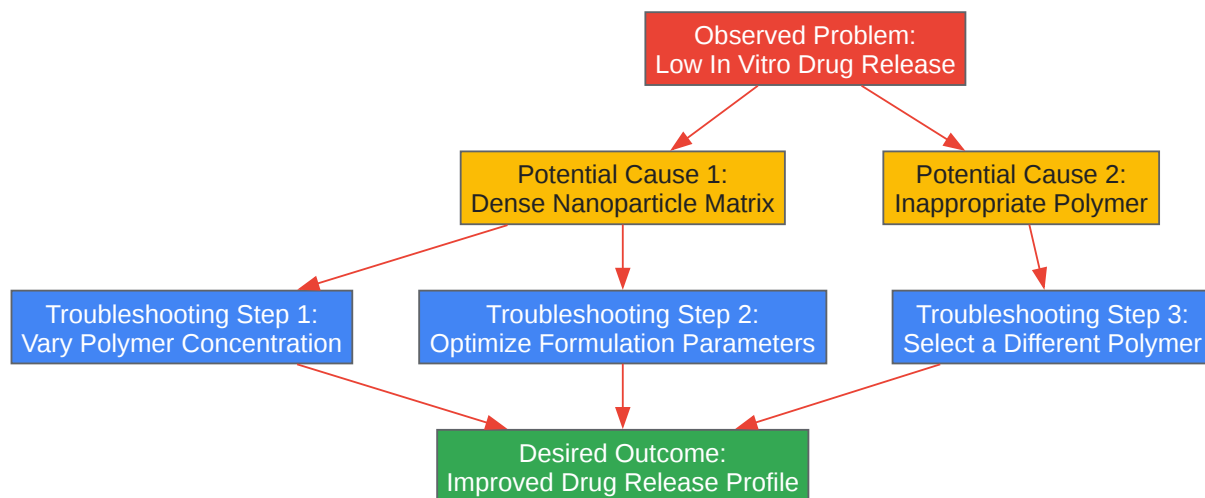 Observed Problem:
Low In Vitro Drug Release
Potential Cause 1:
Dense Nanoparticle Matrix
Potential Cause 2:
Inappropriate Polymer
Troubleshooting Step 1:
Vary Polymer Concentration
Troubleshooting Step 2:
Optimize Formulation Parameters
Troubleshooting Step 3:
Select a Different Polymer
Desired Outcome:
Improved Drug Release Profile